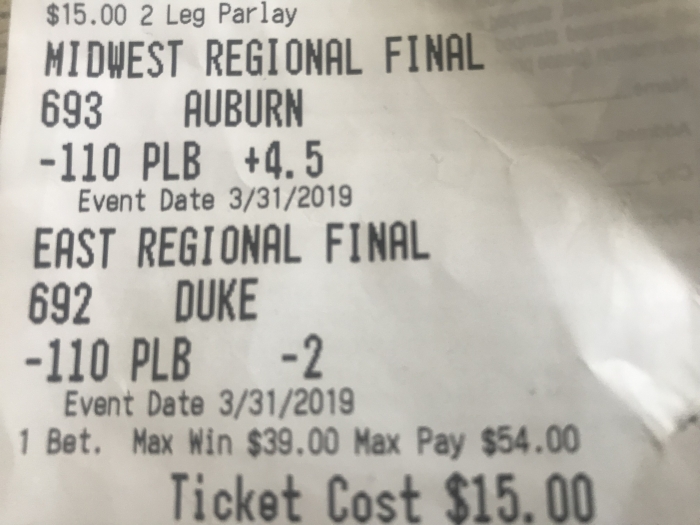 $15.00 2 Leg Parlay
MIDWEST REGIONAL FINAL
693 AUBURN
-110 PLB +4.5
Event Date 3/31/2019
EAST REGIONAL FINAL
692 DUKE
-110 PLB -2
Event Date 3/31/2019
1 Bet. Max Win $39.00 Max Pay $54.00
Ticket Cost $15.00